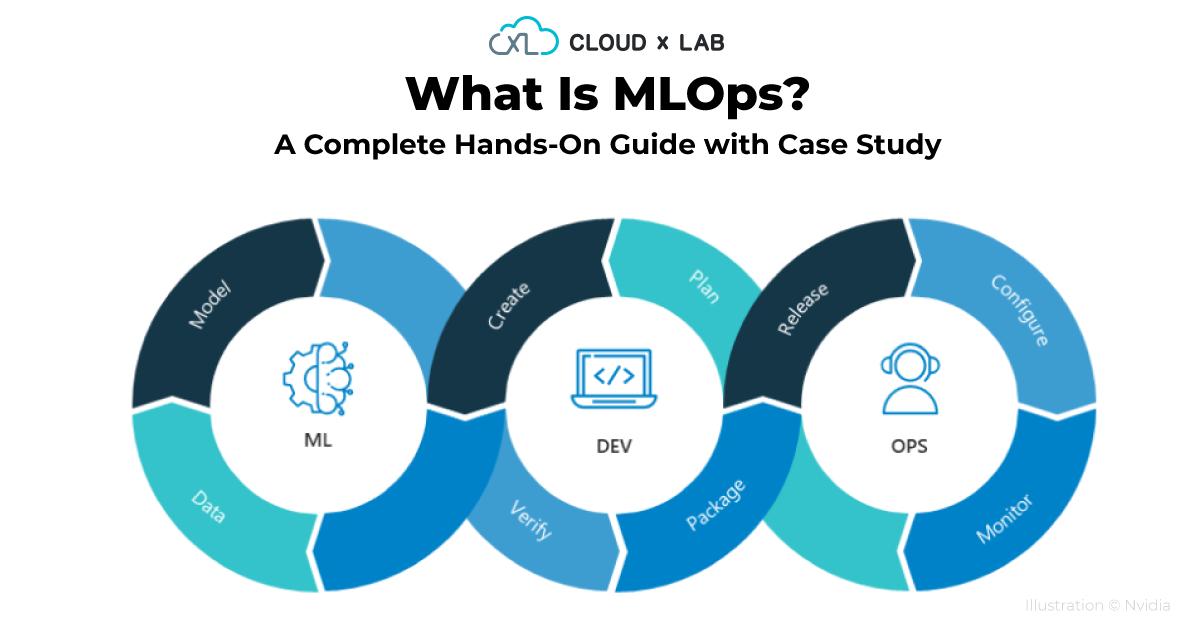 CXL CLOUD x LAB
What Is MLOps?
A Complete Hands-On Guide with Case Study
Model
Data
ML
Create
Plan
Verify
Package
DEV
Release
Configure
Monitor
OPS
Illustration © Nvidia